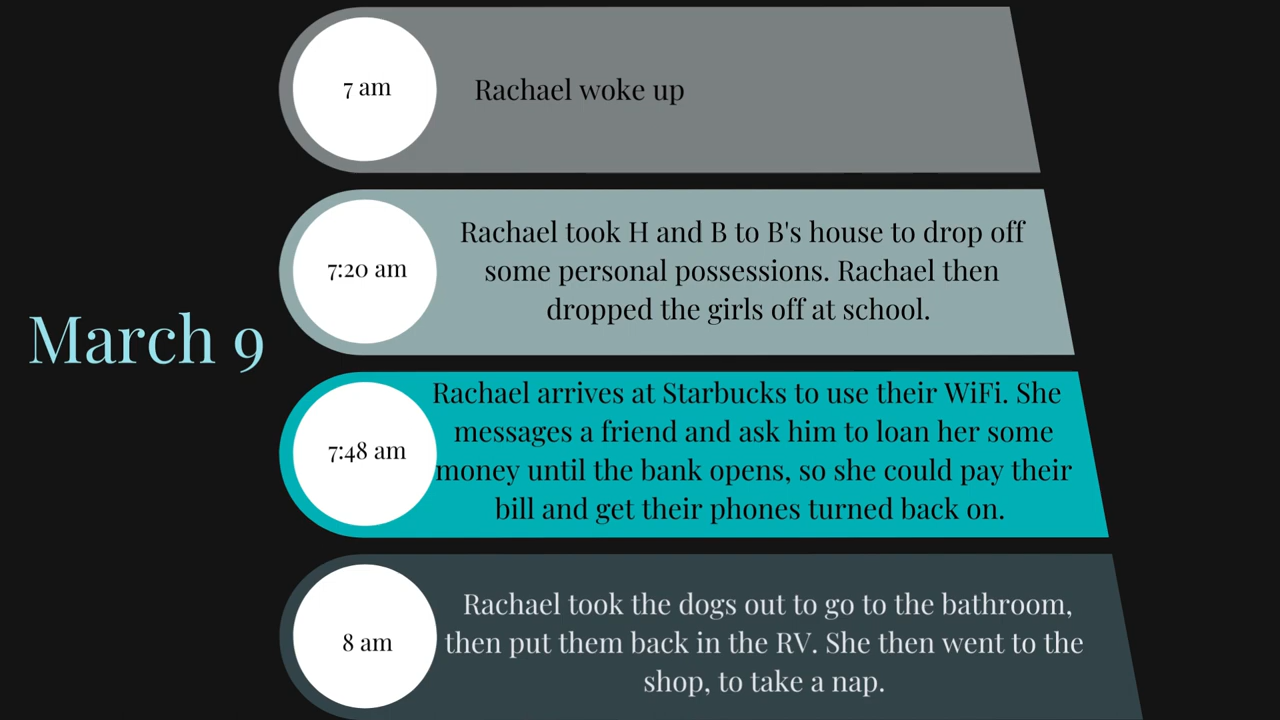 March 9
7 am
Rachael woke up
7:20 am
Rachael took H and B to B's house to drop off
some personal possessions. Rachael then
dropped the girls off at school.
7:48 am
Rachael arrives at Starbucks to use their WiFi. She
messages a friend and ask him to loan her some
money until the bank opens, so she could pay their
bill and get their phones turned back on.
8 am
Rachael took the dogs out to go to the bathroom,
then put them back in the RV. She then went to the
shop, to take a nap.